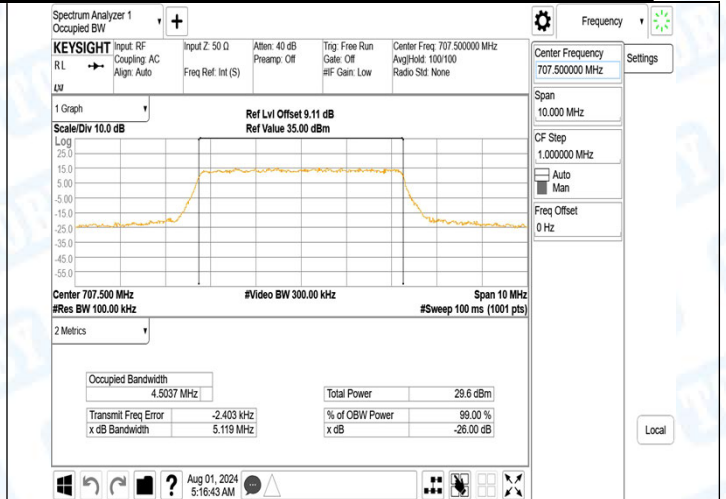 Spectrum Analyzer 1
Occupied BW
Frequency
KEYSIGHT
RL
Input: RF
Coupling: AC
Align: Auto
Input Z: 50 Ω
Freq Ref: Int (S)
Atten: 40 dB
Preamp: Off
Trig: Free Run
Gate: Off
#IF Gain: Low
Center Freq: 707.500000 MHz
Avg|Hold: 100/100
Radio Std: None
Center Frequency
707.500000 MHz
Settings
Span
10.000 MHz
CF Step
1.000000 MHz
Auto
Man
Freq Offset
0 Hz
1 Graph
Scale/Div 10.0 dB
Ref Lvl Offset 9.11 dB
Ref Value 35.00 dBm
Log
25.0
15.0
5.00
-5.00
-15.0
-25.0
-35.0
-45.0
-55.0
Center 707.500 MHz
#Video BW 300.00 kHz
Span 10 MHz
#Res BW 100.00 kHz
#Sweep 100 ms (1001 pts)
2 Metrics
Occupied Bandwidth
4.5037 MHz
Total Power 29.6 dBm
Transmit Freq Error -2.403 kHz
% of OBW Power 99.00 %
x dB Bandwidth 5.119 MHz
x dB -26.00 dB
Local
?
Aug 01, 2024
5:16:43 AM